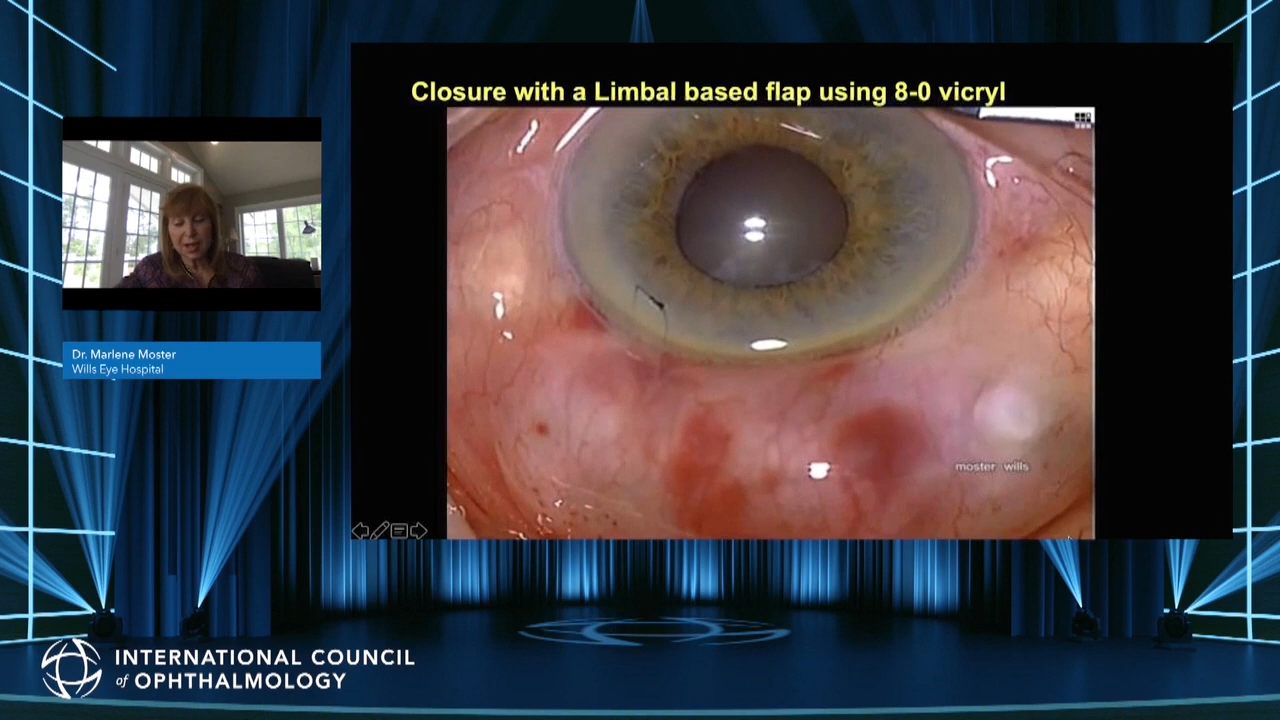 Closure with a Limbal based flap using 8-0 vicryl
Dr. Marlene Moster
Wills Eye Hospital
moster wills
INTERNATIONAL COUNCIL
of OPHTHALMOLOGY